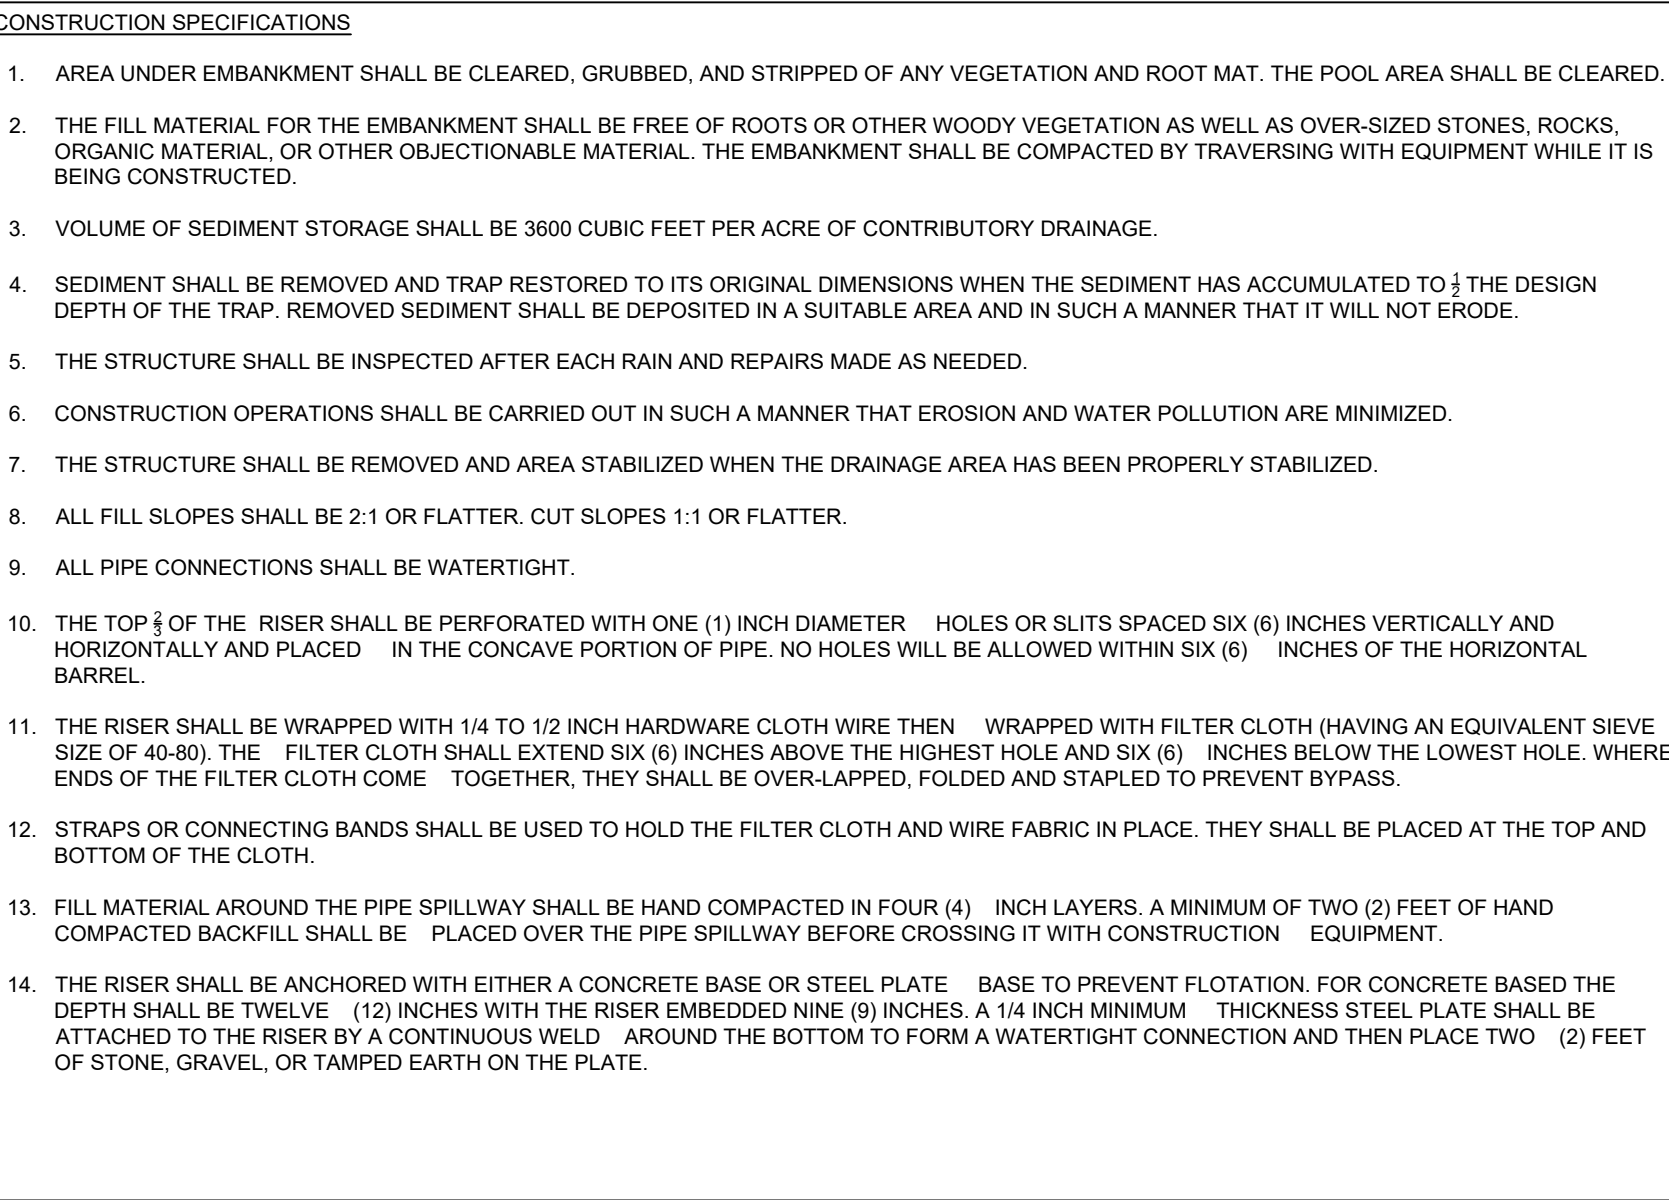 CONSTRUCTION SPECIFICATIONS
1. AREA UNDER EMBANKMENT SHALL BE CLEARED, GRUBBED, AND STRIPPED OF ANY VEGETATION AND ROOT MAT. THE POOL AREA SHALL BE CLEARED.
2. THE FILL MATERIAL FOR THE EMBANKMENT SHALL BE FREE OF ROOTS OR OTHER WOODY VEGETATION AS WELL AS OVER-SIZED STONES, ROCKS,
ORGANIC MATERIAL, OR OTHER OBJECTIONABLE MATERIAL. THE EMBANKMENT SHALL BE COMPACTED BY TRAVERSING WITH EQUIPMENT WHILE IT IS
BEING CONSTRUCTED.
3. VOLUME OF SEDIMENT STORAGE SHALL BE 3600 CUBIC FEET PER ACRE OF CONTRIBUTORY DRAINAGE.
4. SEDIMENT SHALL BE REMOVED AND TRAP RESTORED TO ITS ORIGINAL DIMENSIONS WHEN THE SEDIMENT HAS ACCUMULATED TO ½ THE DESIGN
DEPTH OF THE TRAP. REMOVED SEDIMENT SHALL BE DEPOSITED IN A SUITABLE AREA AND IN SUCH A MANNER THAT IT WILL NOT ERODE.
5. THE STRUCTURE SHALL BE INSPECTED AFTER EACH RAIN AND REPAIRS MADE AS NEEDED.
6. CONSTRUCTION OPERATIONS SHALL BE CARRIED OUT IN SUCH A MANNER THAT EROSION AND WATER POLLUTION ARE MINIMIZED.
7. THE STRUCTURE SHALL BE REMOVED AND AREA STABILIZED WHEN THE DRAINAGE AREA HAS BEEN PROPERLY STABILIZED.
8. ALL FILL SLOPES SHALL BE 2:1 OR FLATTER. CUT SLOPES 1:1 OR FLATTER.
9. ALL PIPE CONNECTIONS SHALL BE WATERTIGHT.
10. THE TOP ⅔ OF THE RISER SHALL BE PERFORATED WITH ONE (1) INCH DIAMETER HOLES OR SLITS SPACED SIX (6) INCHES VERTICALLY AND
HORIZONTALLY AND PLACED IN THE CONCAVE PORTION OF PIPE. NO HOLES WILL BE ALLOWED WITHIN SIX (6) INCHES OF THE HORIZONTAL
BARREL.
11. THE RISER SHALL BE WRAPPED WITH 1/4 TO 1/2 INCH HARDWARE CLOTH WIRE THEN WRAPPED WITH FILTER CLOTH (HAVING AN EQUIVALENT SIEVE
SIZE OF 40-80). THE FILTER CLOTH SHALL EXTEND SIX (6) INCHES ABOVE THE HIGHEST HOLE AND SIX (6) INCHES BELOW THE LOWEST HOLE. WHERE
ENDS OF THE FILTER CLOTH COME TOGETHER, THEY SHALL BE OVER-LAPPED, FOLDED AND STAPLED TO PREVENT BYPASS.
12. STRAPS OR CONNECTING BANDS SHALL BE USED TO HOLD THE FILTER CLOTH AND WIRE FABRIC IN PLACE. THEY SHALL BE PLACED AT THE TOP AND
BOTTOM OF THE CLOTH.
13. FILL MATERIAL AROUND THE PIPE SPILLWAY SHALL BE HAND COMPACTED IN FOUR (4) INCH LAYERS. A MINIMUM OF TWO (2) FEET OF HAND
COMPACTED BACKFILL SHALL BE PLACED OVER THE PIPE SPILLWAY BEFORE CROSSING IT WITH CONSTRUCTION EQUIPMENT.
14. THE RISER SHALL BE ANCHORED WITH EITHER A CONCRETE BASE OR STEEL PLATE BASE TO PREVENT FLOTATION. FOR CONCRETE BASED THE
DEPTH SHALL BE TWELVE (12) INCHES WITH THE RISER EMBEDDED NINE (9) INCHES. A 1/4 INCH MINIMUM THICKNESS STEEL PLATE SHALL BE
ATTACHED TO THE RISER BY A CONTINUOUS WELD AROUND THE BOTTOM TO FORM A WATERTIGHT CONNECTION AND THEN PLACE TWO (2) FEET
OF STONE, GRAVEL, OR TAMPED EARTH ON THE PLATE.